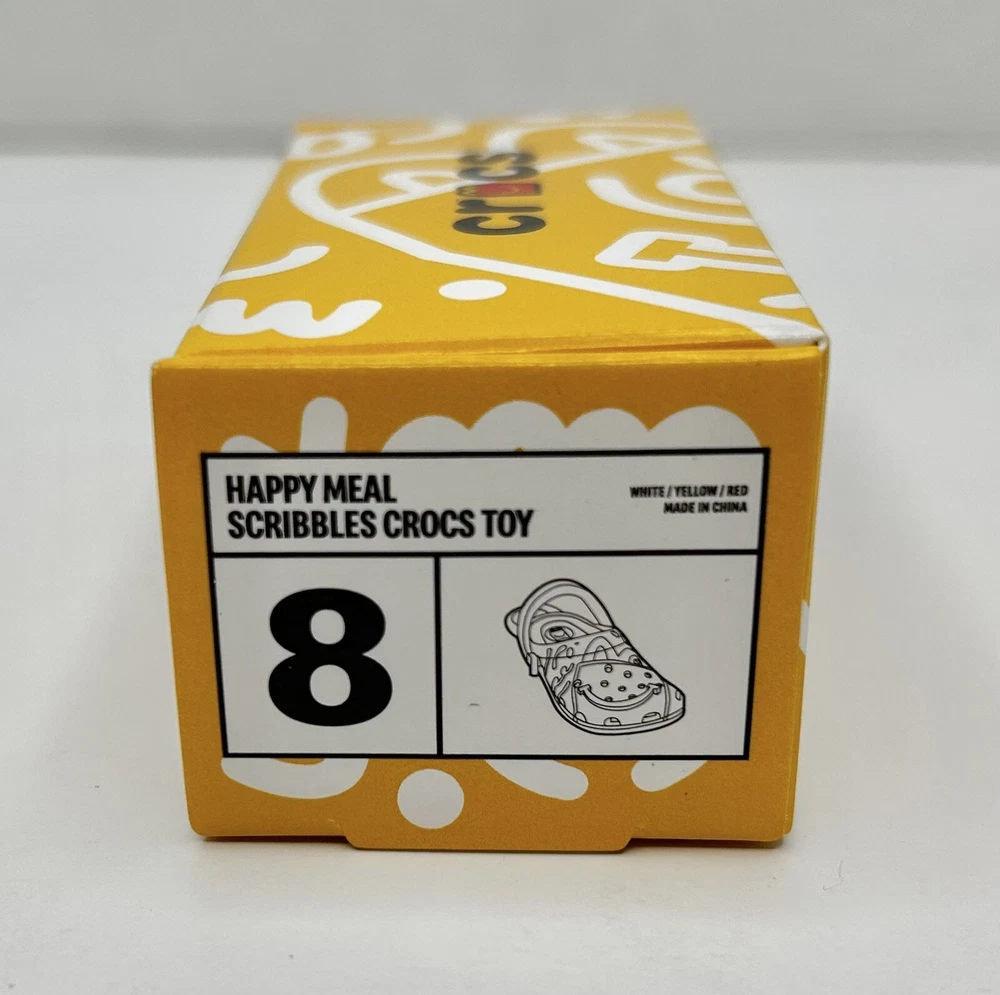 crocs
HAPPY MEAL
SCRIBBLES CROCS TOY
WHITE / YELLOW / RED
MADE IN CHINA
8